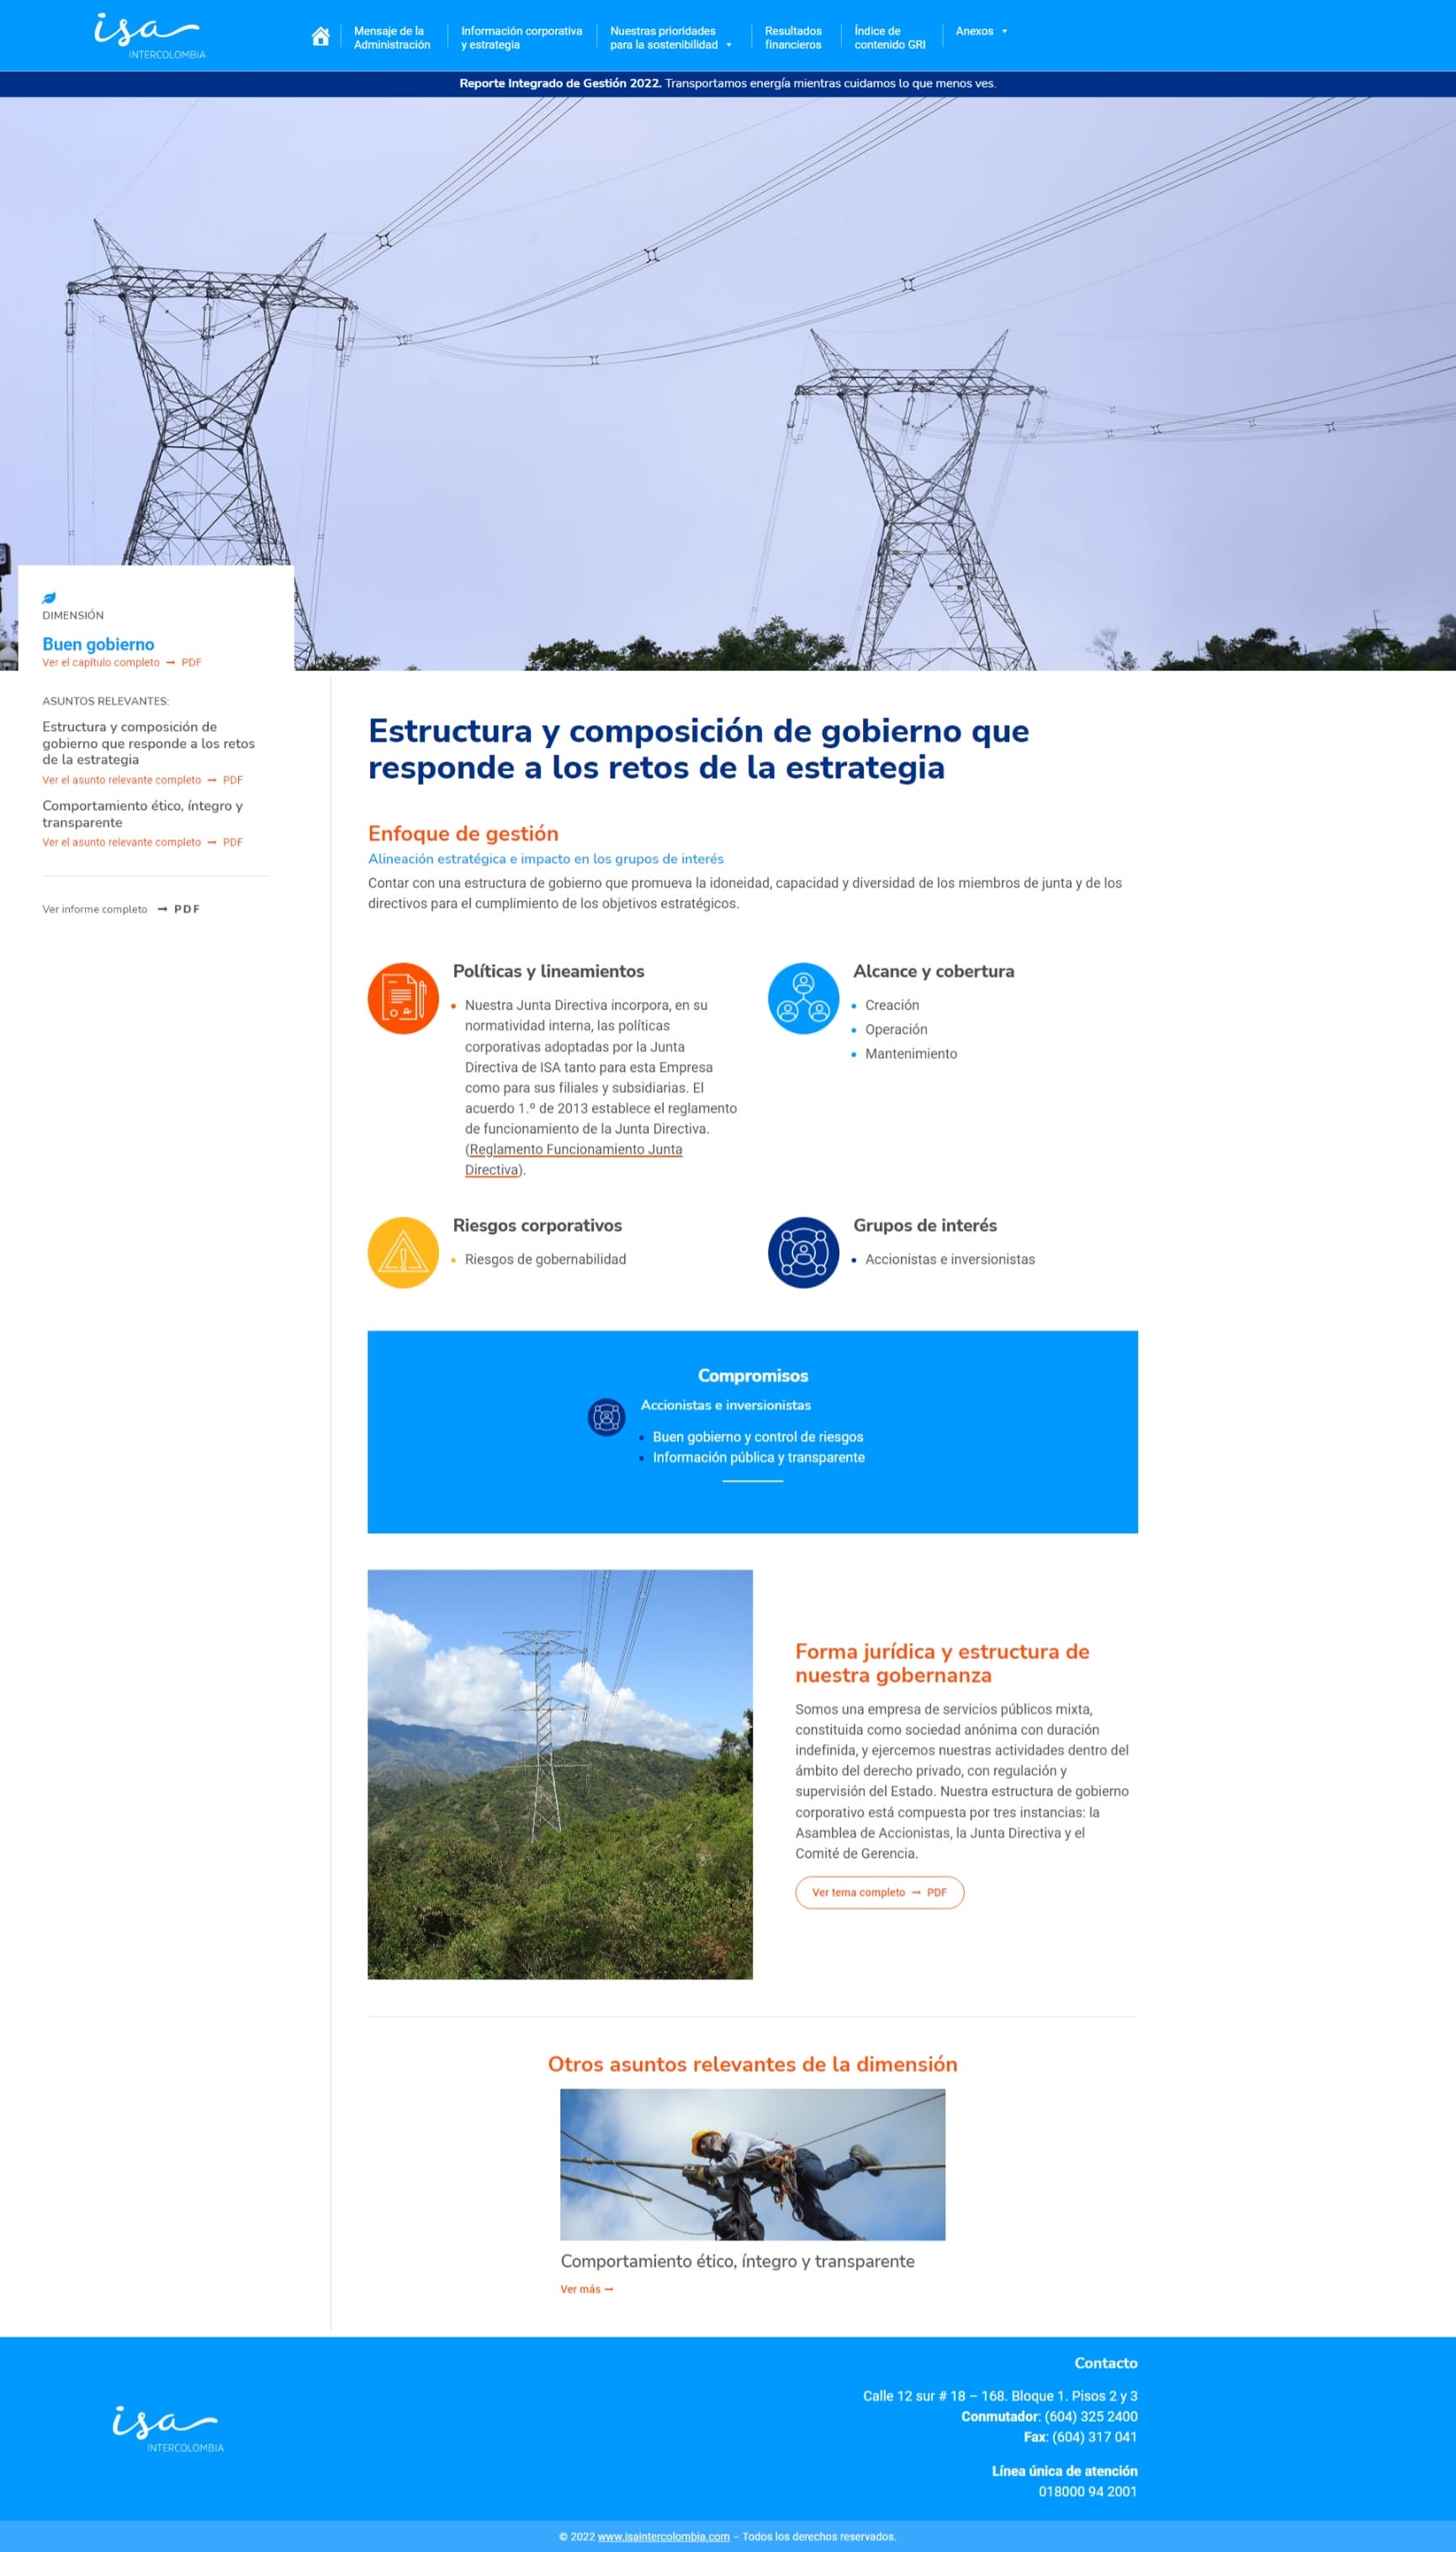 isa
INTERCOLOMBIA
Mensaje de la
Administración
Información corporativa
y estrategia
Nuestras prioridades
para la sostenibilidad
Resultados
financieros
Índice de
contenido GRI
Anexos
Reporte Integrado de Gestión 2022. Transportamos energía mientras cuidamos lo que menos ves.
DIMENSIÓN
Buen gobierno
Ver el capítulo completo → PDF
ASUNTOS RELEVANTES:
Estructura y composición de
gobierno que responde a los retos
de la estrategia
Ver el asunto relevante completo → PDF
Comportamiento ético, íntegro y
transparente
Ver el asunto relevante completo → PDF
Ver informe completo → PDF
Estructura y composición de gobierno que
responde a los retos de la estrategia
Enfoque de gestión
Alineación estratégica e impacto en los grupos de interés
Contar con una estructura de gobierno que promueva la idoneidad, capacidad y diversidad de los miembros de junta y de los
directivos para el cumplimiento de los objetivos estratégicos.
Políticas y lineamientos
• Nuestra Junta Directiva incorpora, en su
normatividad interna, las políticas
corporativas adoptadas por la Junta
Directiva de ISA tanto para esta Empresa
como para sus filiales y subsidiarias. El
acuerdo 1.º de 2013 establece el reglamento
de funcionamiento de la Junta Directiva.
(Reglamento Funcionamiento Junta
Directiva).
Alcance y cobertura
• Creación
• Operación
• Mantenimiento
Riesgos corporativos
• Riesgos de gobernabilidad
Grupos de interés
• Accionistas e inversionistas
Compromisos
Accionistas e inversionistas
• Buen gobierno y control de riesgos
• Información pública y transparente
Forma jurídica y estructura de
nuestra gobernanza
Somos una empresa de servicios públicos mixta,
constituida como sociedad anónima con duración
indefinida, y ejercemos nuestras actividades dentro del
ámbito del derecho privado, con regulación y
supervisión del Estado. Nuestra estructura de gobierno
corporativo está compuesta por tres instancias: la
Asamblea de Accionistas, la Junta Directiva y el
Comité de Gerencia.
Ver tema completo → PDF
Otros asuntos relevantes de la dimensión
Comportamiento ético, íntegro y transparente
Ver más →
isa
INTERCOLOMBIA
Contacto
Calle 12 sur # 18 – 168. Bloque 1. Pisos 2 y 3
Conmutador: (604) 325 2400
Fax: (604) 317 041
Línea única de atención
018000 94 2001
© 2022 www.isaintercolombia.com – Todos los derechos reservados.